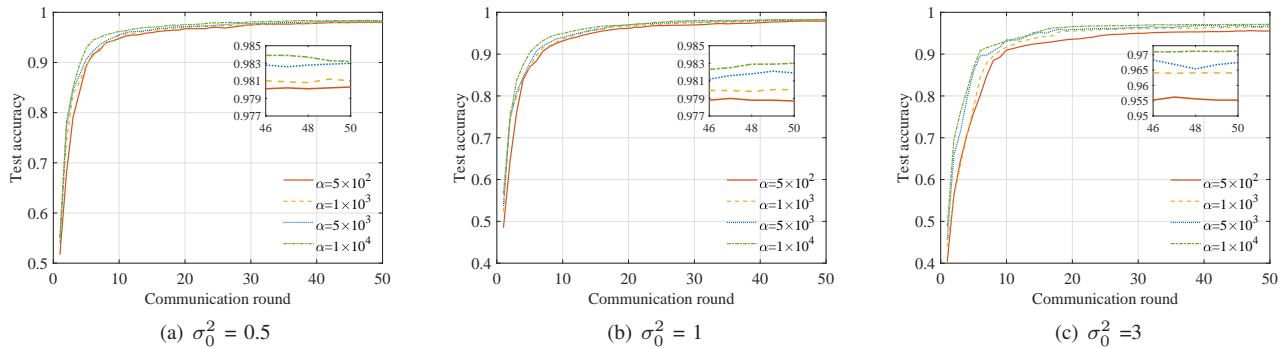 Test accuracy
1
0.9
0.8
0.7
0.6
0.5
0 10 20 30 40 50
Communication round
0.985
0.983
0.981
0.979
0.977
46 48 50
α=5×10²
α=1×10³
α=5×10³
α=1×10⁴
(a) σ₀² = 0.5
Test accuracy
1
0.9
0.8
0.7
0.6
0.5
0.4
0 10 20 30 40 50
Communication round
0.985
0.983
0.981
0.979
0.977
46 48 50
α=5×10²
α=1×10³
α=5×10³
α=1×10⁴
(b) σ₀² = 1
Test accuracy
1
0.9
0.8
0.7
0.6
0.5
0.4
0 10 20 30 40 50
Communication round
0.97
0.965
0.955
0.95
46 48 50
α=5×10²
α=1×10³
α=5×10³
α=1×10⁴
(c) σ₀² =3